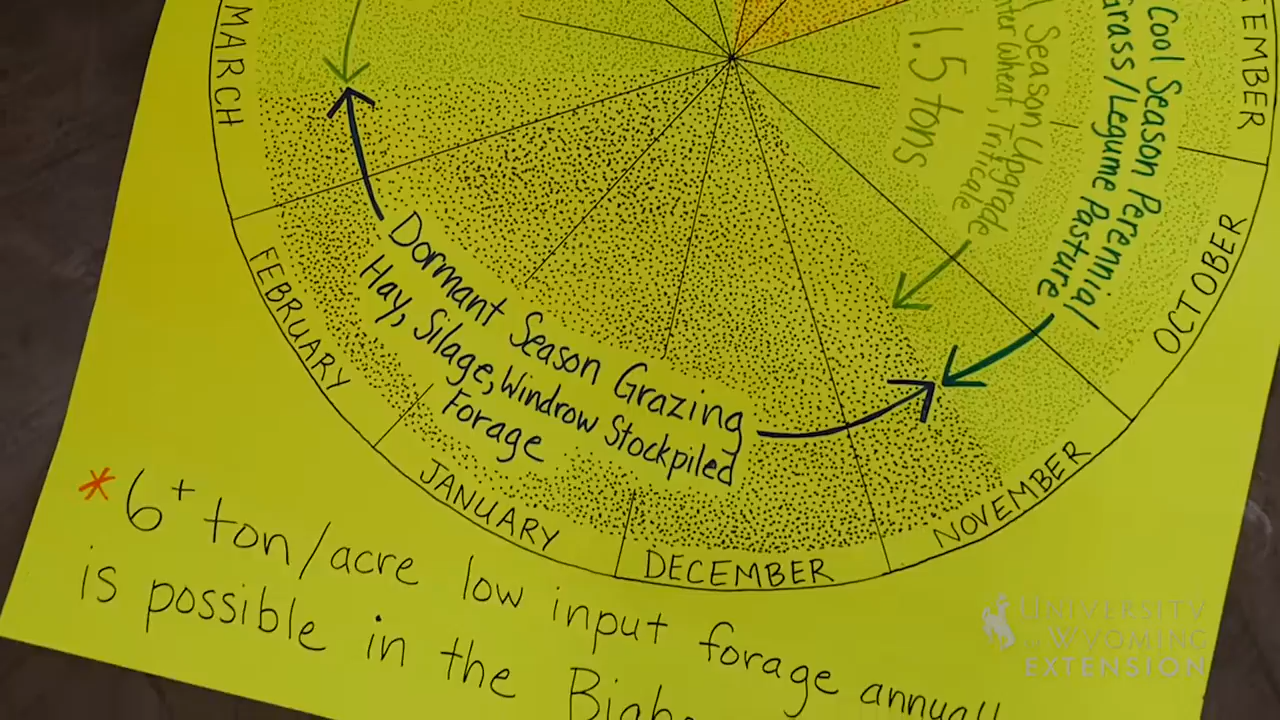 MARCH
FEBRUARY
JANUARY
DECEMBER
NOVEMBER
OCTOBER
Cool Season Perennial
Grass/Legume Pasture
Season Upgrade
Wheat, Triticale
1.5 tons
Dormant Season Grazing
Hay, Silage, Windrow Stockpiled
Forage
* 6+ ton/acre low input forage
is possible in the
UNIVERSITY
OF WYOMING
EXTENSION